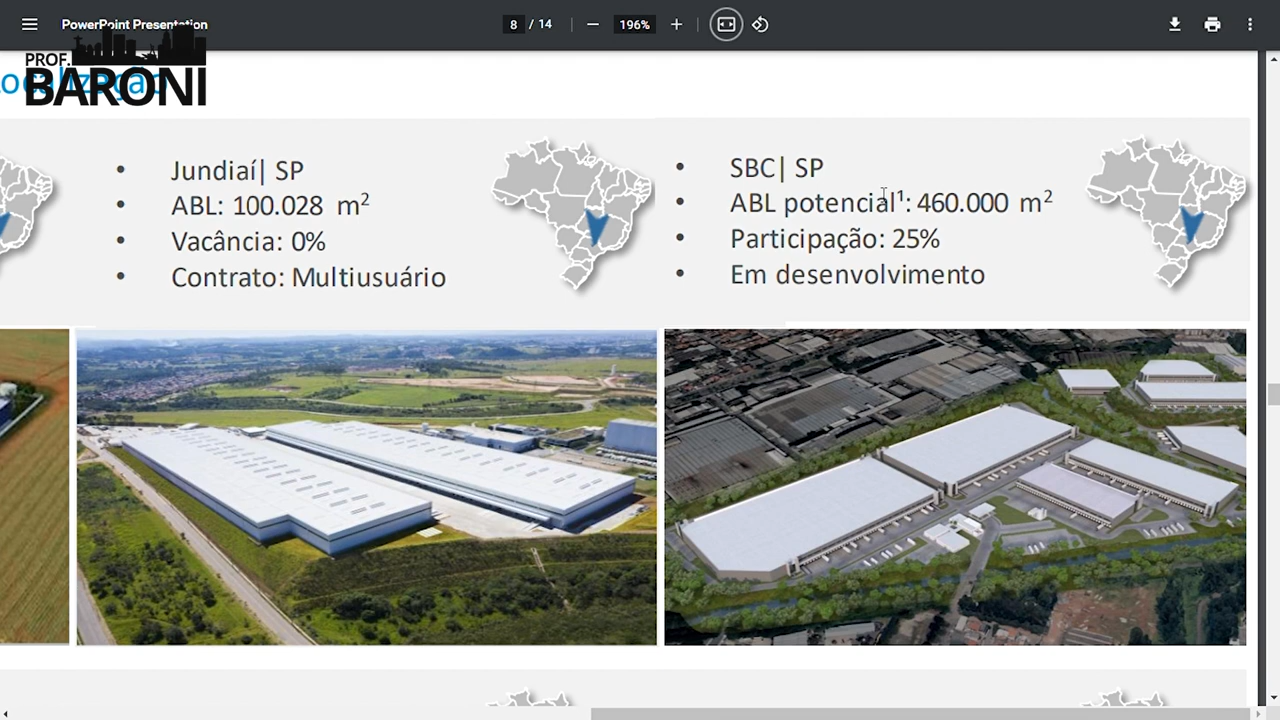 PowerPoint Presentation
8 / 14
196%
PROF.
BARONI
Jundiaí| SP
ABL: 100.028 m²
Vacância: 0%
Contrato: Multiusuário
SBC| SP
ABL potencial¹: 460.000 m²
Participação: 25%
Em desenvolvimento